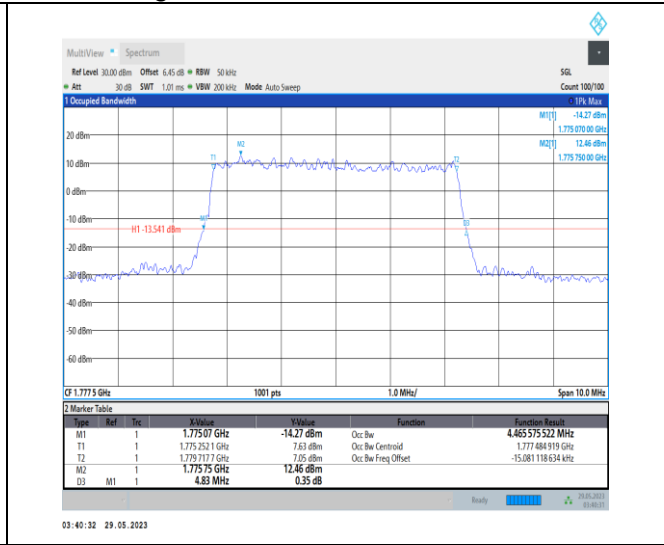 MultiView Spectrum
Ref Level 30.00 dBm Offset 6.45 dB RBW 50 kHz SGL
Att 30 dB SWT 1.01 ms VBW 200 kHz Mode Auto Sweep Count 100/100
1 Occupied Bandwidth 1Pk Max
M1[1] -14.27 dBm
1.775 070 00 GHz
M2[1] 12.46 dBm
1.775 750 00 GHz
20 dBm
M2
T1
T2
10 dBm
0 dBm
-10 dBm
M1
D3
H1 -13.541 dBm
-20 dBm
-30 dBm
-40 dBm
-50 dBm
-60 dBm
CF 1.777 5 GHz 1001 pts 1.0 MHz/ Span 10.0 MHz
2 Marker Table
Type Ref Trc X-Value Y-Value Function Function Result
M1 1 1.775 07 GHz -14.27 dBm Occ Bw 4.465 575 522 MHz
T1 1 1.775 252 1 GHz 7.63 dBm Occ Bw Centroid 1.777 484 919 GHz
T2 1 1.779 717 7 GHz 7.05 dBm Occ Bw Freq Offset -15.081 118 634 kHz
M2 1 1.775 75 GHz 12.46 dBm
D3 M1 1 4.83 MHz 0.35 dB
Ready 29.05.2023
03:40:31
03:40:32 29.05.2023